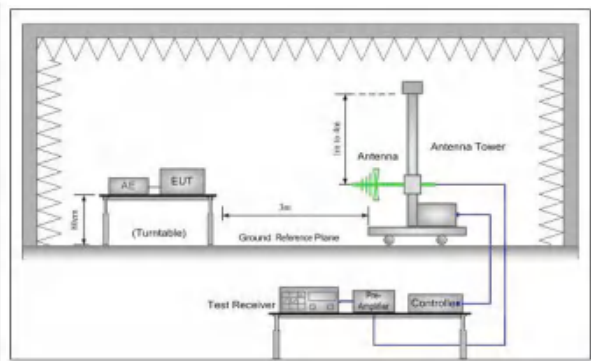 1m to 4m
Antenna
Antenna Tower
AE
EUT
80cm
(Turntable)
3m
Ground Reference Plane
Test Receiver
Pre-
Amplifier
Controller